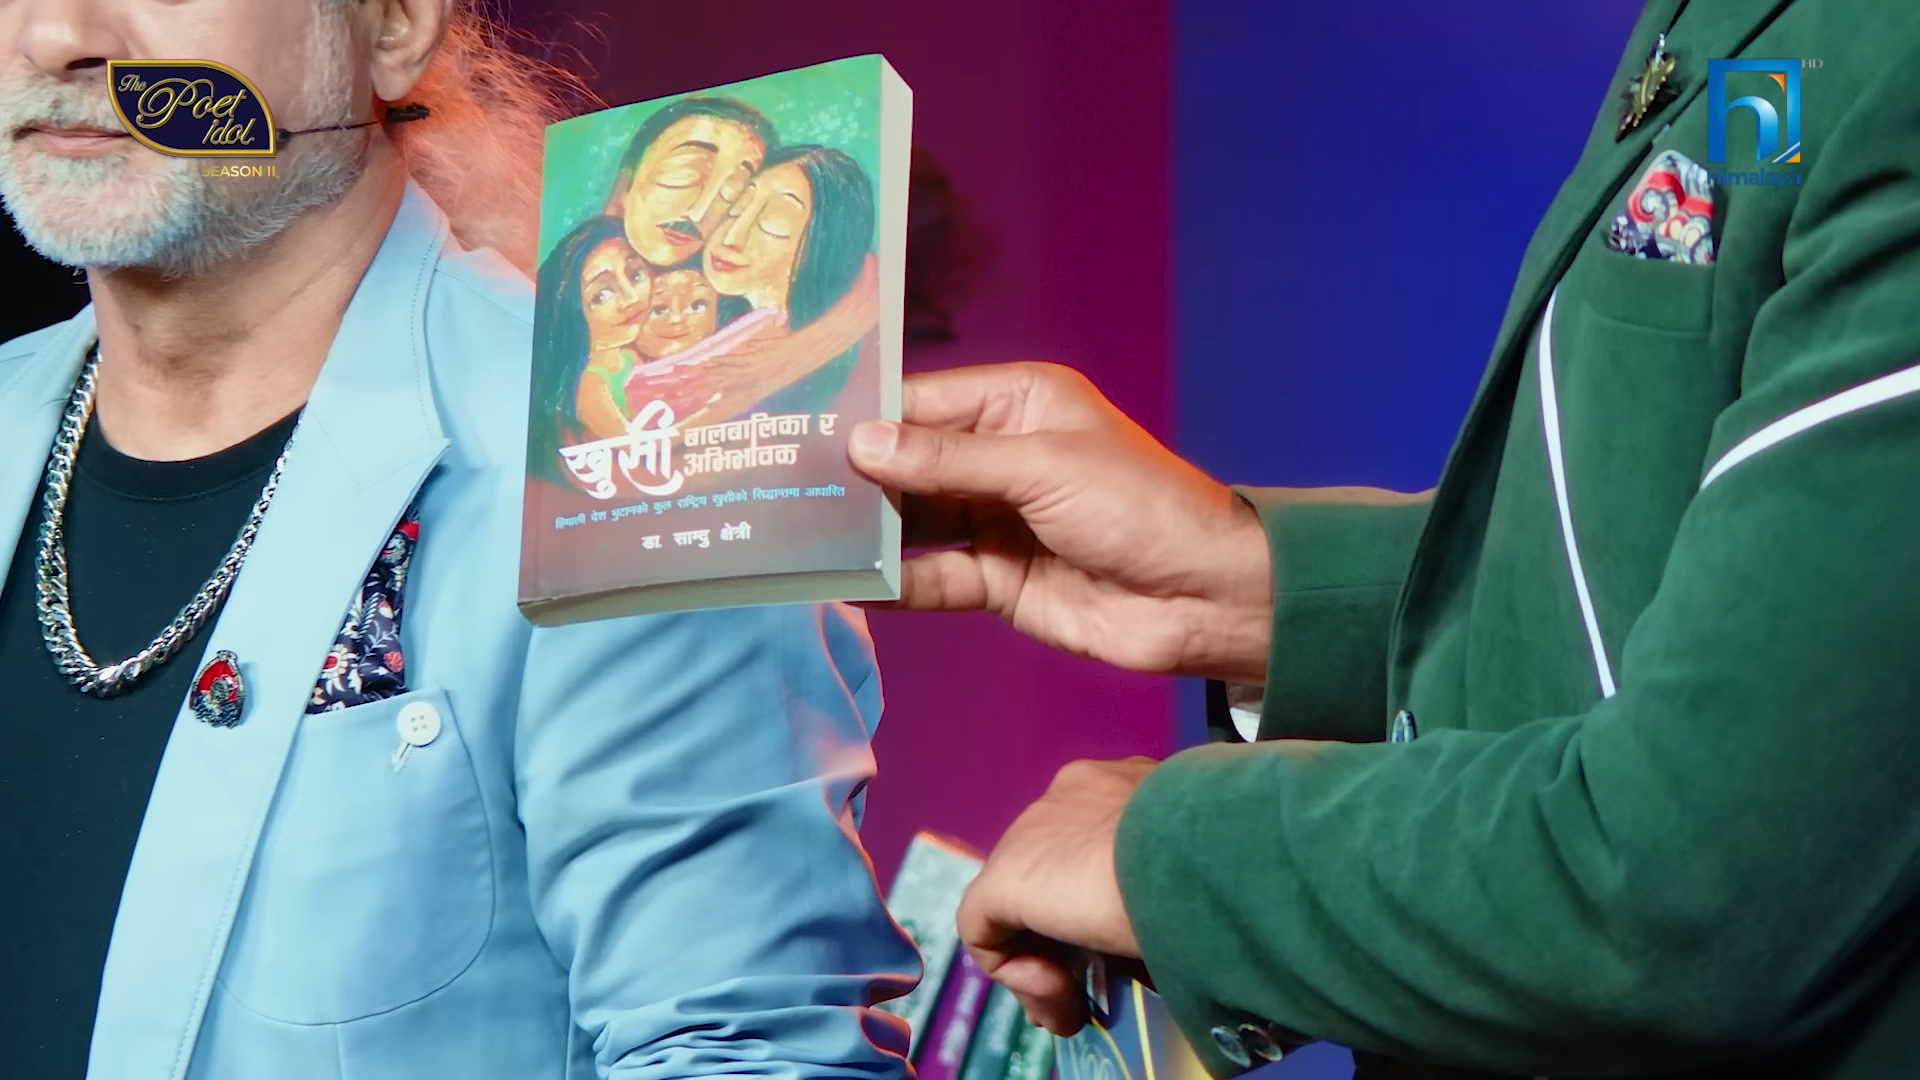 The
Poet
idol
SEASON II
HD
Himalaya
खुसी
बालबालिका र
अभिभावक
हिमाली देश भुटानको कुल राष्ट्रिय खुसीको सिद्धान्तमा आधारित
डा. सान्दु क्षेत्री